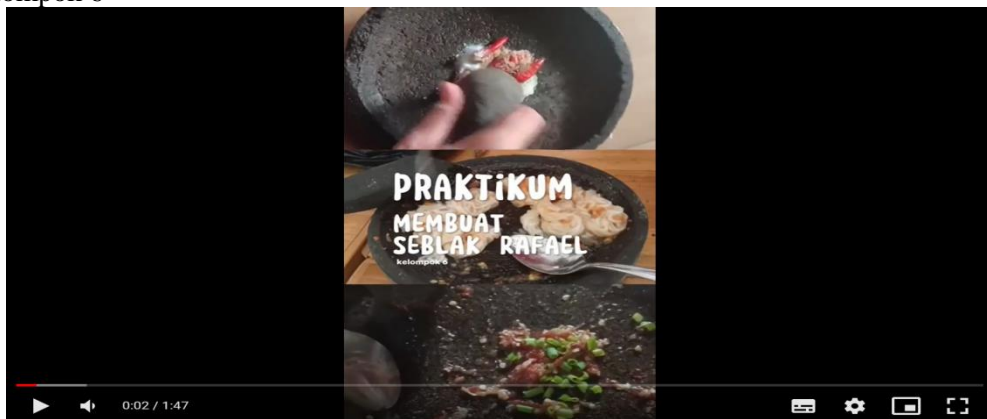 PRAKTiKUM
MEMBUAT
SEBLAK RAFAEL
kelompok 6
0:02 / 1:47